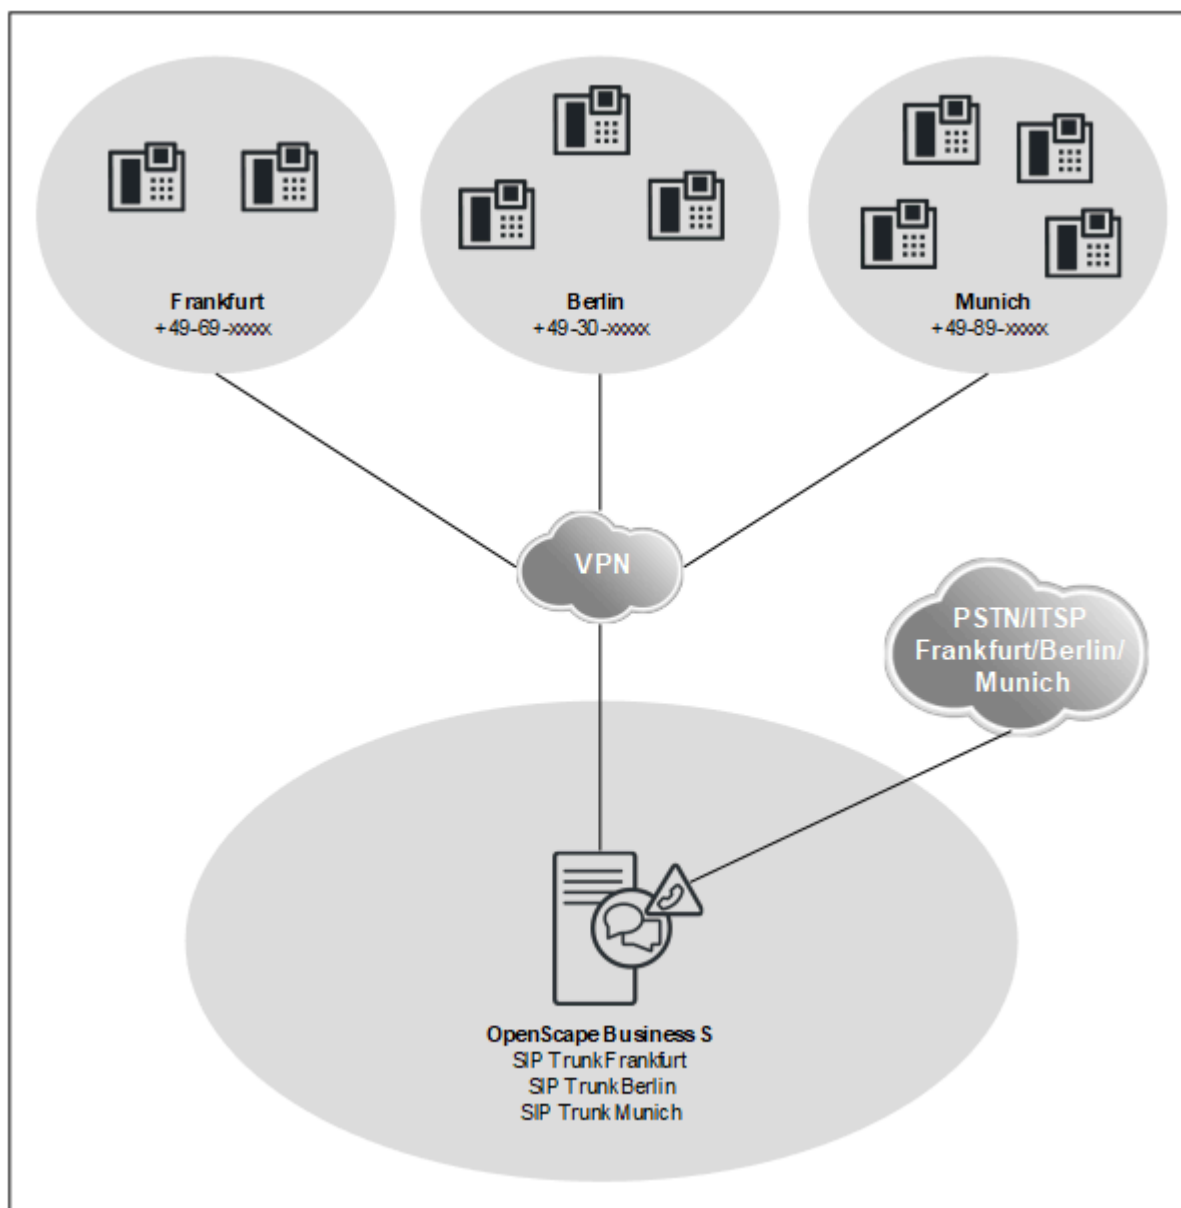 Frankfurt
+49-69-xxxxx
Berlin
+49-30-xxxxx
Munich
+49-89-xxxxx
VPN
PSTN/ITSP
Frankfurt/Berlin/
Munich
OpenScape Business S
SIP Trunk Frankfurt
SIP Trunk Berlin
SIP Trunk Munich